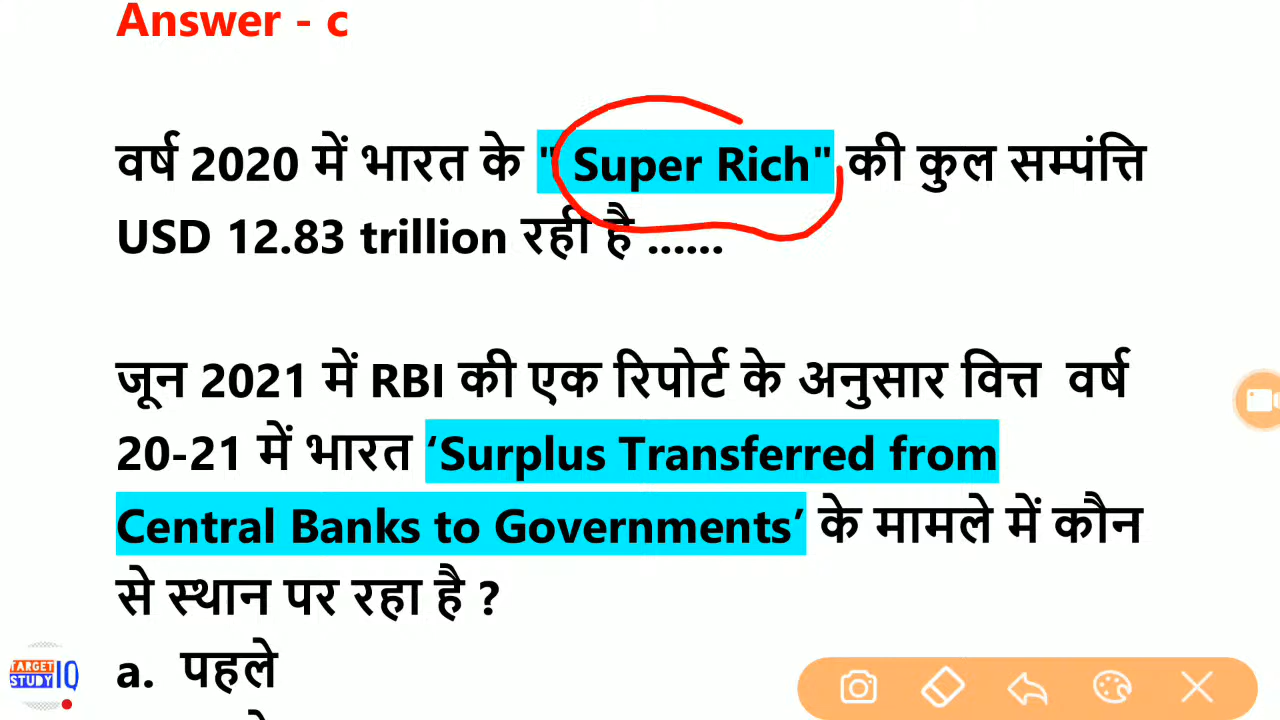 Answer - c
वर्ष 2020 में भारत के " Super Rich" की कुल सम्पंत्ति
USD 12.83 trillion रही है ......
जून 2021 में RBI की एक रिपोर्ट के अनुसार वित्त वर्ष
20-21 में भारत ‘Surplus Transferred from
Central Banks to Governments’ के मामले में कौन
से स्थान पर रहा है ?
a. पहले
TARGET
STUDY IQ